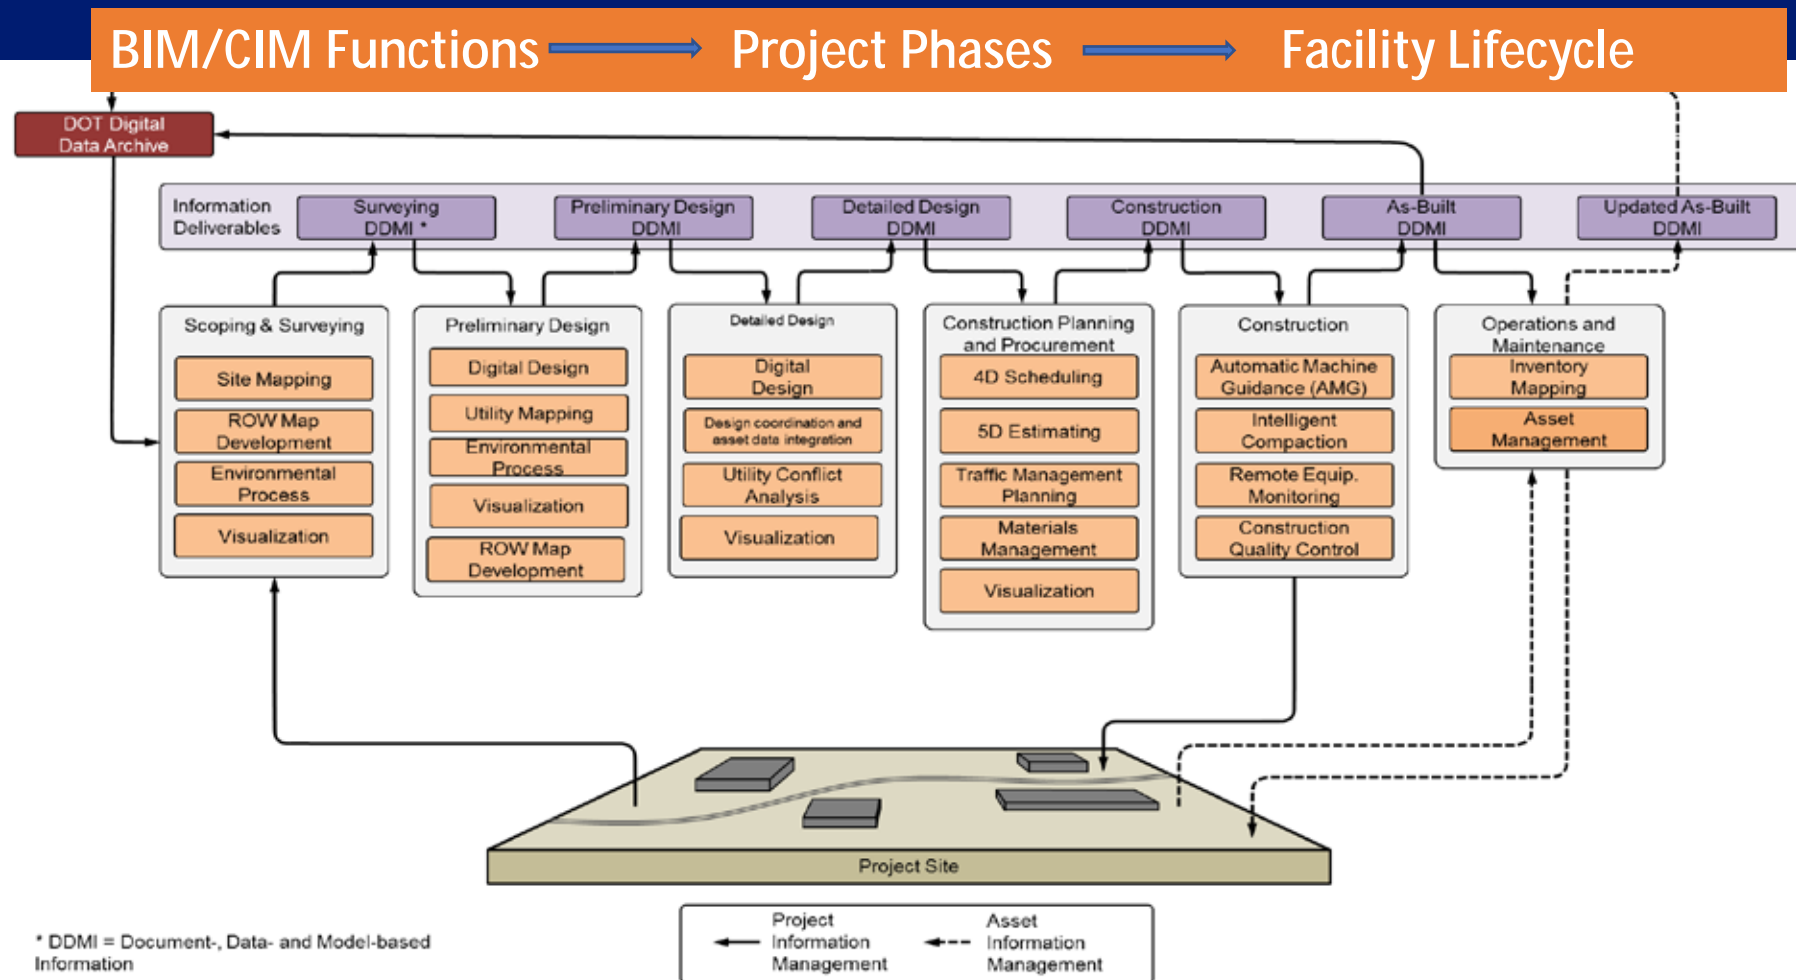 BIM/CIM Functions Project Phases Facility Lifecycle
DOT Digital
Data Archive
Information
Deliverables
Surveying
DDMI *
Preliminary Design
DDMI
Detailed Design
DDMI
Construction
DDMI
As-Built
DDMI
Updated As-Built
DDMI
Scoping & Surveying
Site Mapping
ROW Map
Development
Environmental
Process
Visualization
Preliminary Design
Digital Design
Utility Mapping
Environmental
Process
Visualization
ROW Map
Development
Detailed Design
Digital
Design
Design coordination and
asset data integration
Utility Conflict
Analysis
Visualization
Construction Planning
and Procurement
4D Scheduling
5D Estimating
Traffic Management
Planning
Materials
Management
Visualization
Construction
Automatic Machine
Guidance (AMG)
Intelligent
Compaction
Remote Equip.
Monitoring
Construction
Quality Control
Operations and
Maintenance
Inventory
Mapping
Asset
Management
Project Site
* DDMI = Document-, Data- and Model-based
Information
Project
Information
Management
Asset
Information
Management